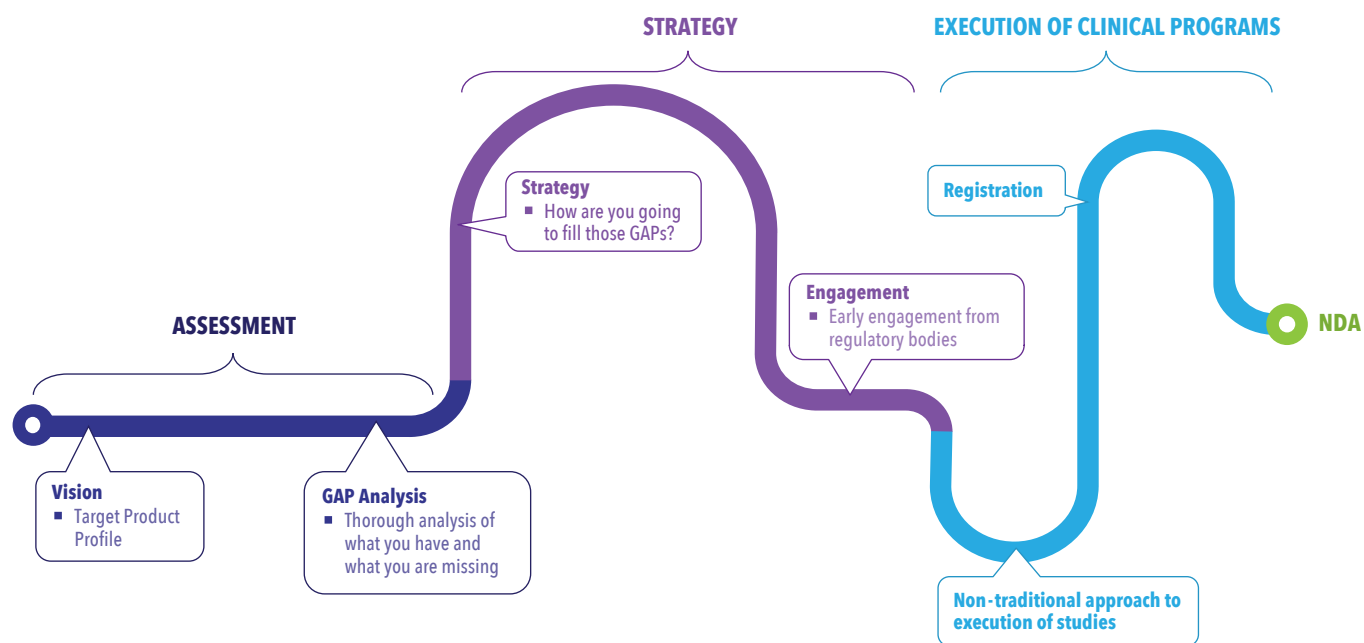 STRATEGY
EXECUTION OF CLINICAL PROGRAMS
Strategy
▪ How are you going
to fill those GAPs?
Registration
Engagement
▪ Early engagement from
regulatory bodies
ASSESSMENT
NDA
Vision
▪ Target Product
Profile
GAP Analysis
▪ Thorough analysis of
what you have and
what you are missing
Non-traditional approach to
execution of studies